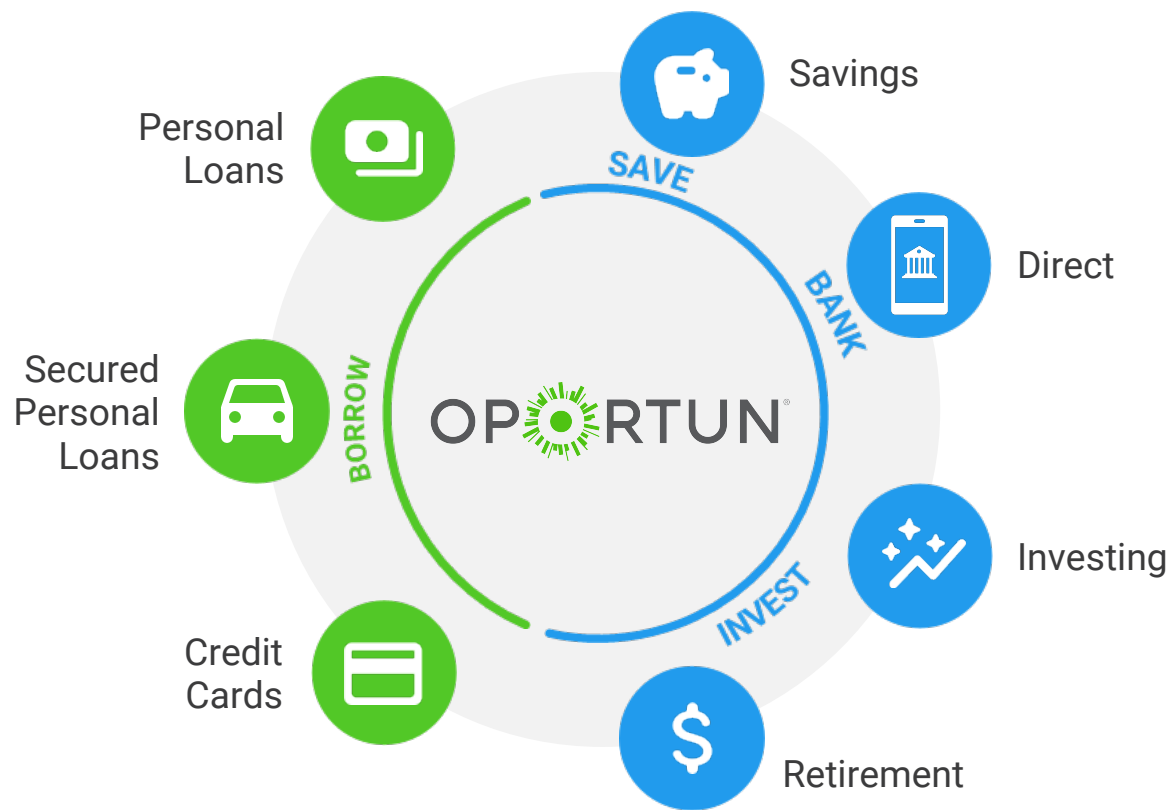 Savings
Personal
Loans
SAVE
Direct
BANK
Secured
Personal
Loans
BORROW
OPORTUN®
Investing
INVEST
Credit
Cards
$
Retirement